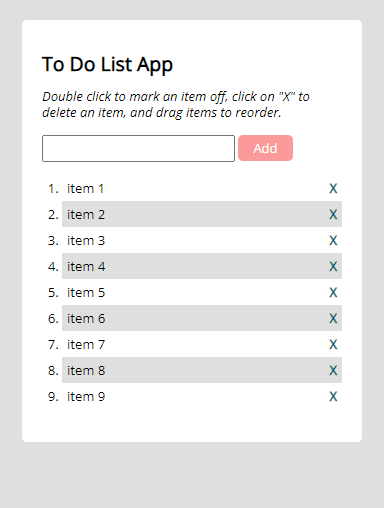 To Do List App
Double click to mark an item off, click on "X" to
delete an item, and drag items to reorder.
Add
1. item 1 X
2. item 2 X
3. item 3 X
4. item 4 X
5. item 5 X
6. item 6 X
7. item 7 X
8. item 8 X
9. item 9 X